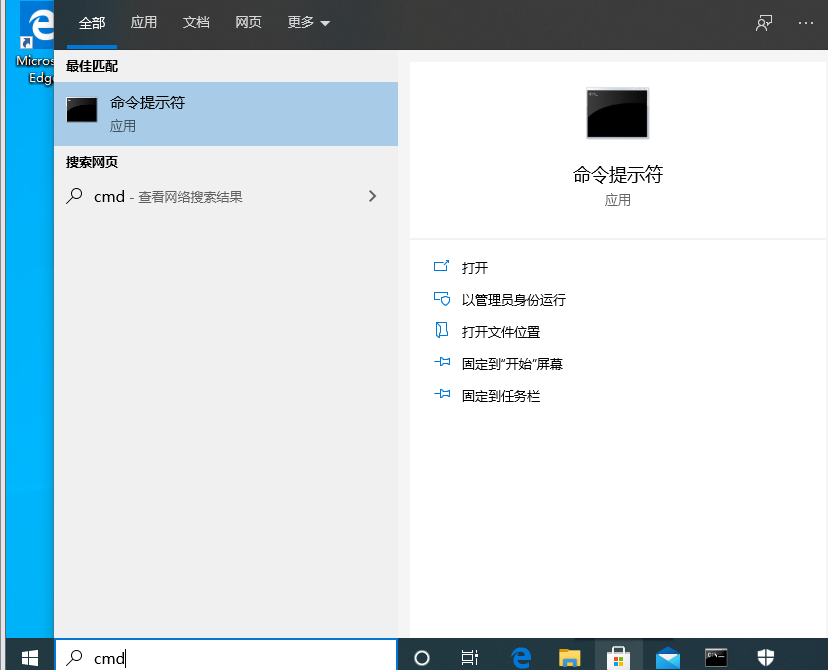 全部 应用 文档 网页 更多
Micros
Edge
最佳匹配
命令提示符
应用
搜索网页
cmd - 查看网络搜索结果
命令提示符
应用
打开
以管理员身份运行
打开文件位置
固定到"开始"屏幕
固定到任务栏
cmd